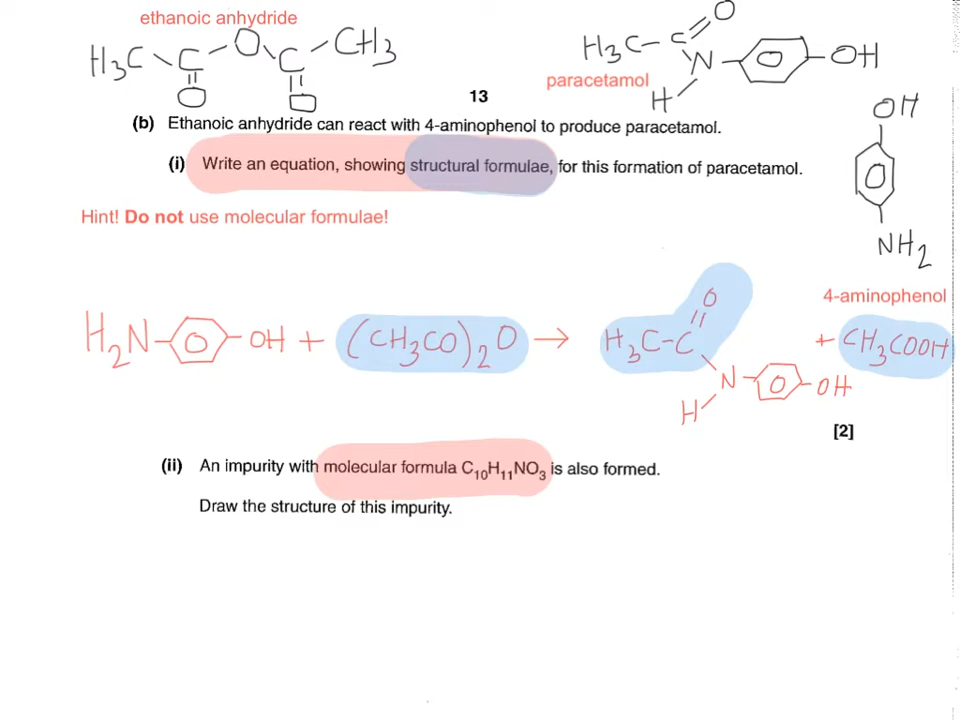 ethanoic anhydride
H₃C C O C CH₃
O O
H₃C-C O
N OH
H
paracetamol
13
(b) Ethanoic anhydride can react with 4-aminophenol to produce paracetamol.
(i) Write an equation, showing structural formulae, for this formation of paracetamol.
Hint! Do not use molecular formulae!
OH
NH₂
4-aminophenol
H₂N OH + (CH₃CO)₂O → H₃C-C O N H OH + CH₃COOH
[2]
(ii) An impurity with molecular formula C₁₀H₁₁NO₃ is also formed.
Draw the structure of this impurity.